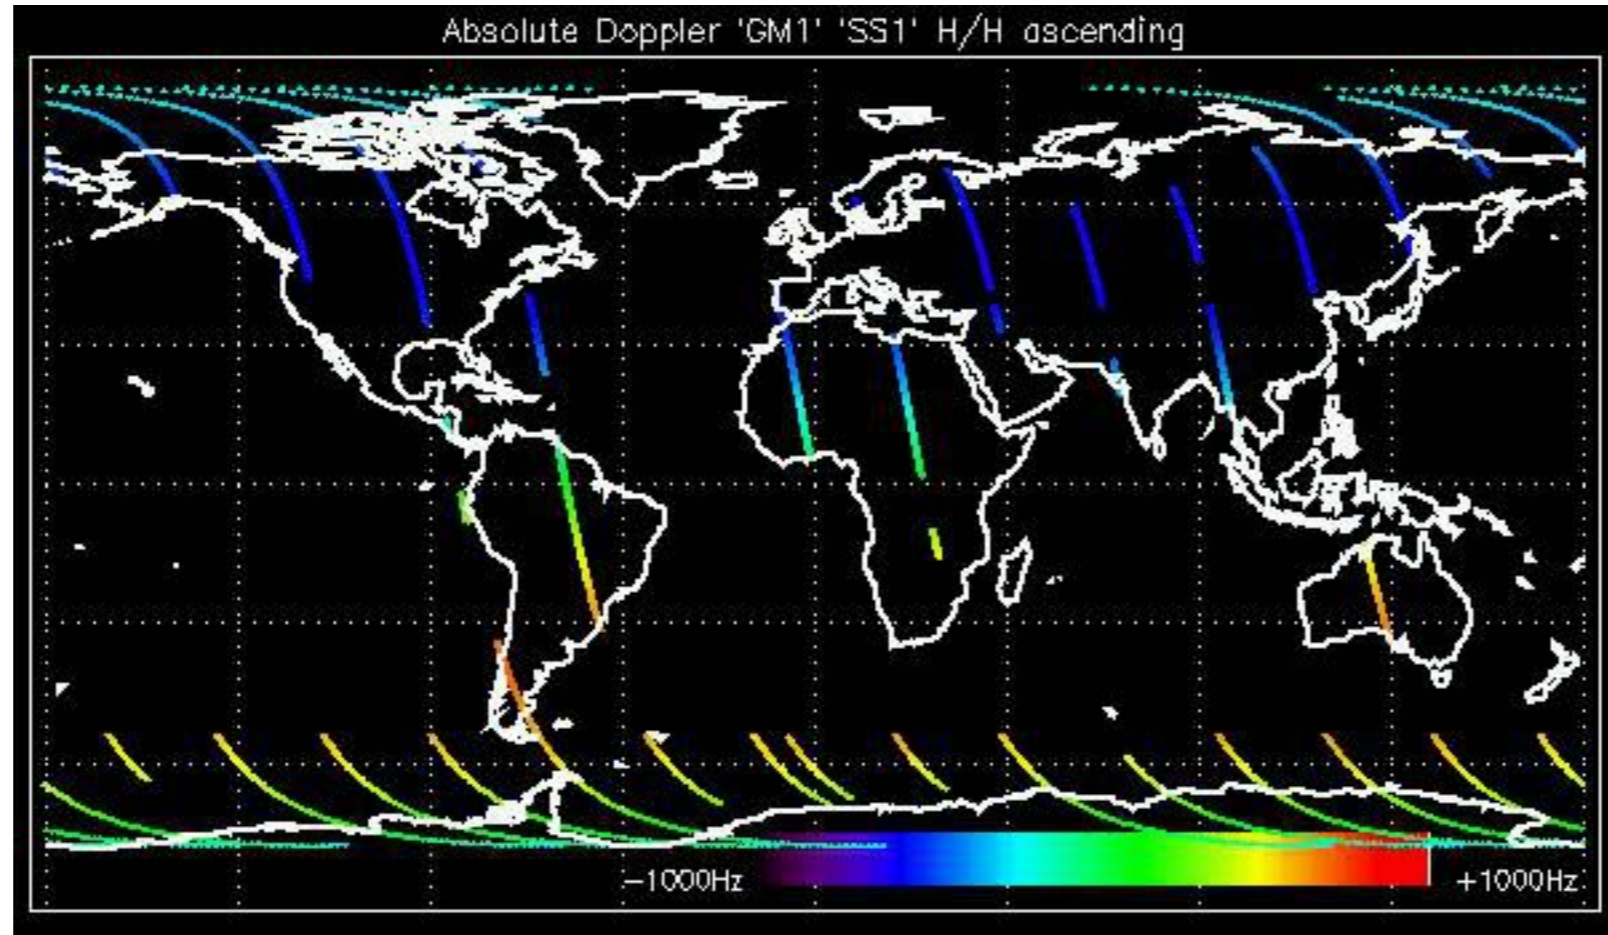 Absolute Doppler 'GM1' 'SS1' H/H ascending
−1000Hz
+1000Hz